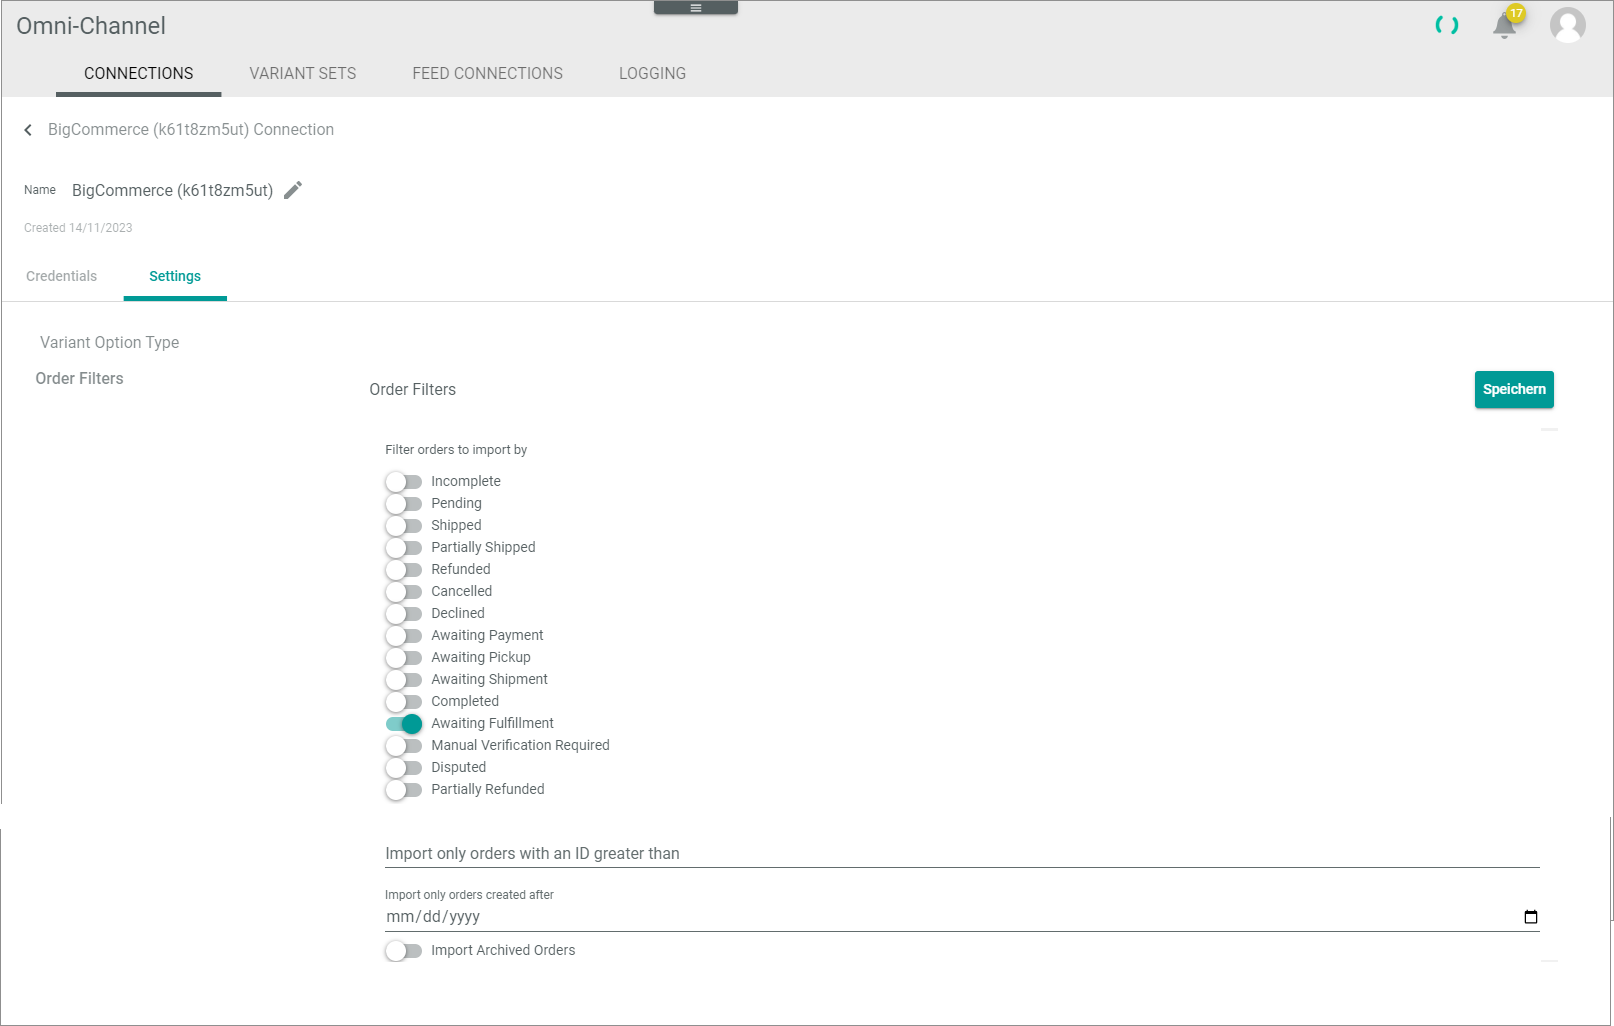 Omni-Channel
17
CONNECTIONS VARIANT SETS FEED CONNECTIONS LOGGING
BigCommerce (k61t8zm5ut) Connection
Name BigCommerce (k61t8zm5ut)
Created 14/11/2023
Credentials Settings
Variant Option Type
Order Filters
Order Filters
Speichern
Filter orders to import by
Incomplete
Pending
Shipped
Partially Shipped
Refunded
Cancelled
Declined
Awaiting Payment
Awaiting Pickup
Awaiting Shipment
Completed
Awaiting Fulfillment
Manual Verification Required
Disputed
Partially Refunded
Import only orders with an ID greater than
Import only orders created after
mm/dd/yyyy
Import Archived Orders